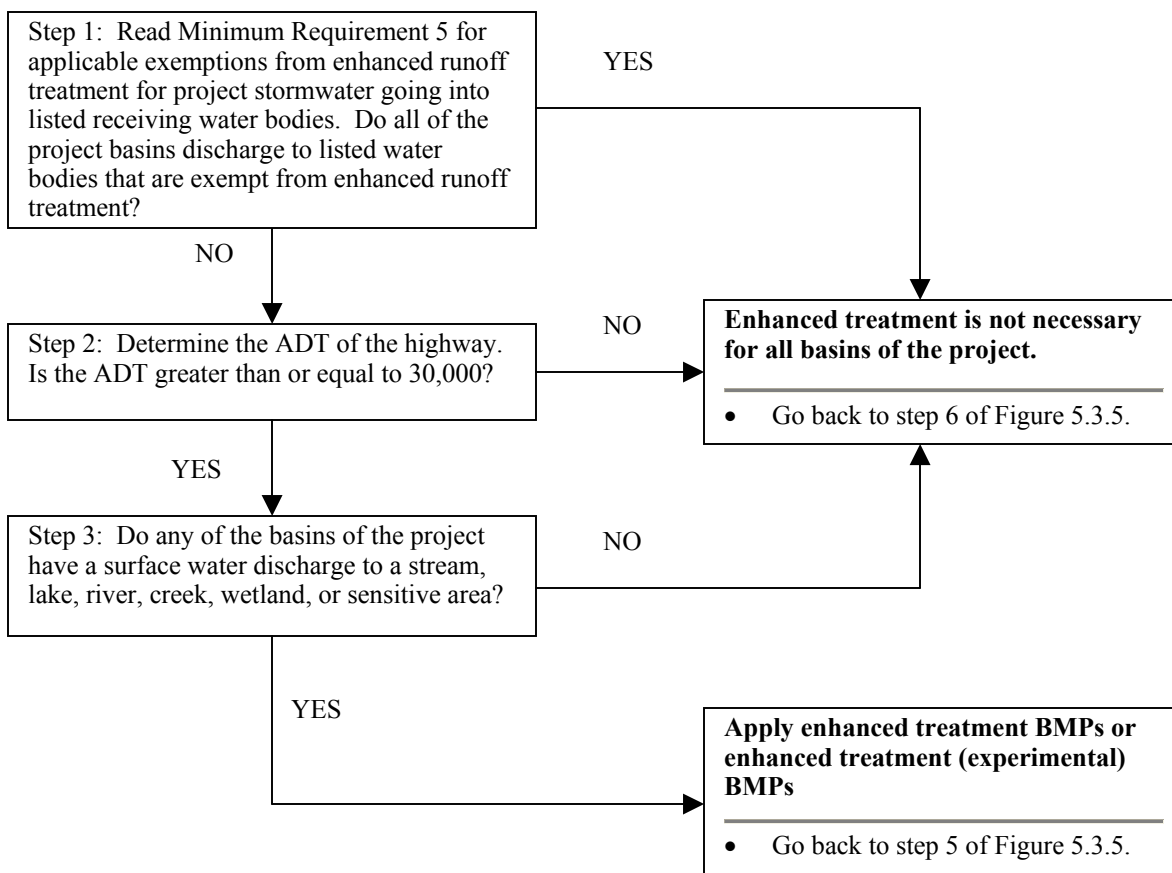 Step 1: Read Minimum Requirement 5 for
applicable exemptions from enhanced runoff
treatment for project stormwater going into
listed receiving water bodies. Do all of the
project basins discharge to listed water
bodies that are exempt from enhanced runoff
treatment?
YES
NO
Step 2: Determine the ADT of the highway.
Is the ADT greater than or equal to 30,000?
NO
Enhanced treatment is not necessary
for all basins of the project.
• Go back to step 6 of Figure 5.3.5.
YES
Step 3: Do any of the basins of the project
have a surface water discharge to a stream,
lake, river, creek, wetland, or sensitive area?
NO
YES
Apply enhanced treatment BMPs or
enhanced treatment (experimental)
BMPs
• Go back to step 5 of Figure 5.3.5.